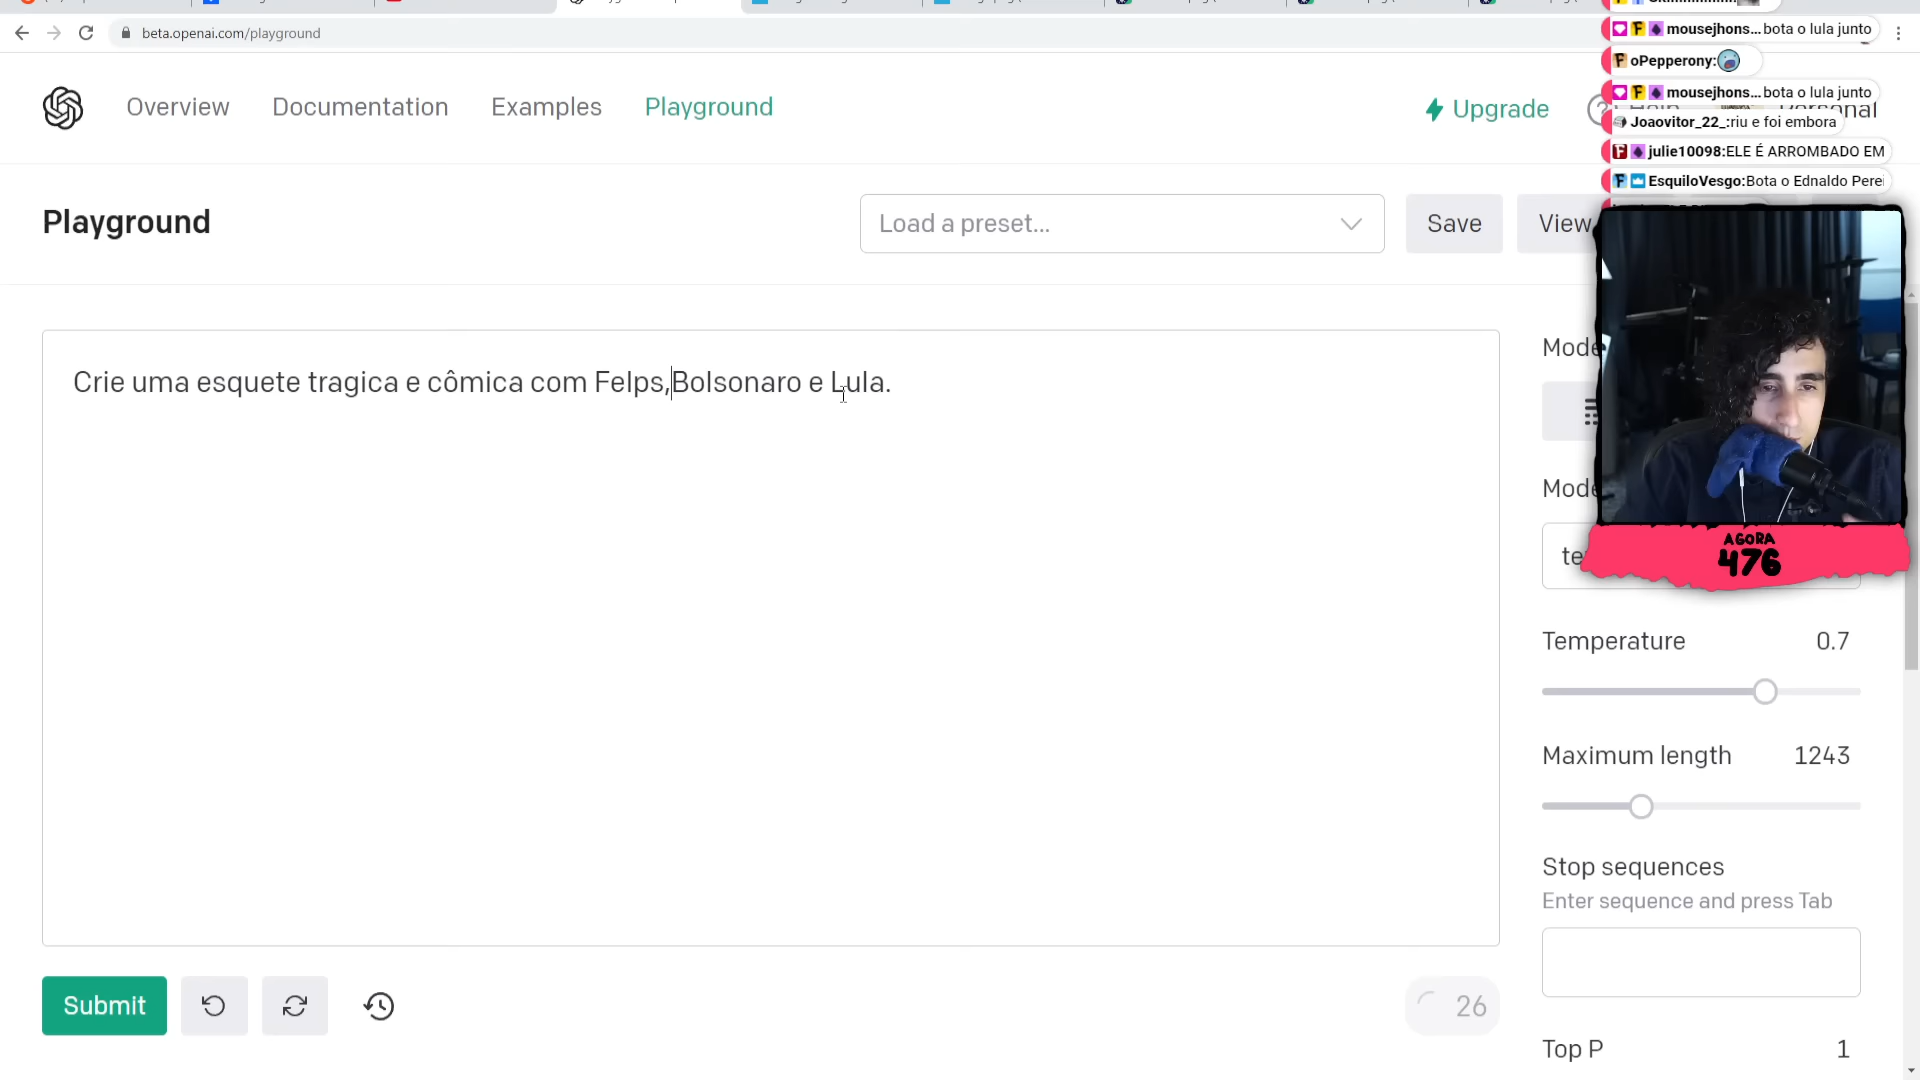 beta.openai.com/playground
mousejhons... bota o lula junto
oPepperony:
mousejhons... bota o lula junto
Overview
Documentation
Examples
Playground
Upgrade
Joaovitor_22_:riu e foi embora
julie10098:ELE É ARROMBADO EM
EsquiloVesgo:Bota o Ednaldo Perei
Playground
Load a preset...
Save
View
Crie uma esquete tragica e cômica com Felps,Bolsonaro e Lula.
Mode
Mode
te
AGORA
476
Temperature 0.7
Maximum length 1243
Stop sequences
Enter sequence and press Tab
Submit
26
Top P 1